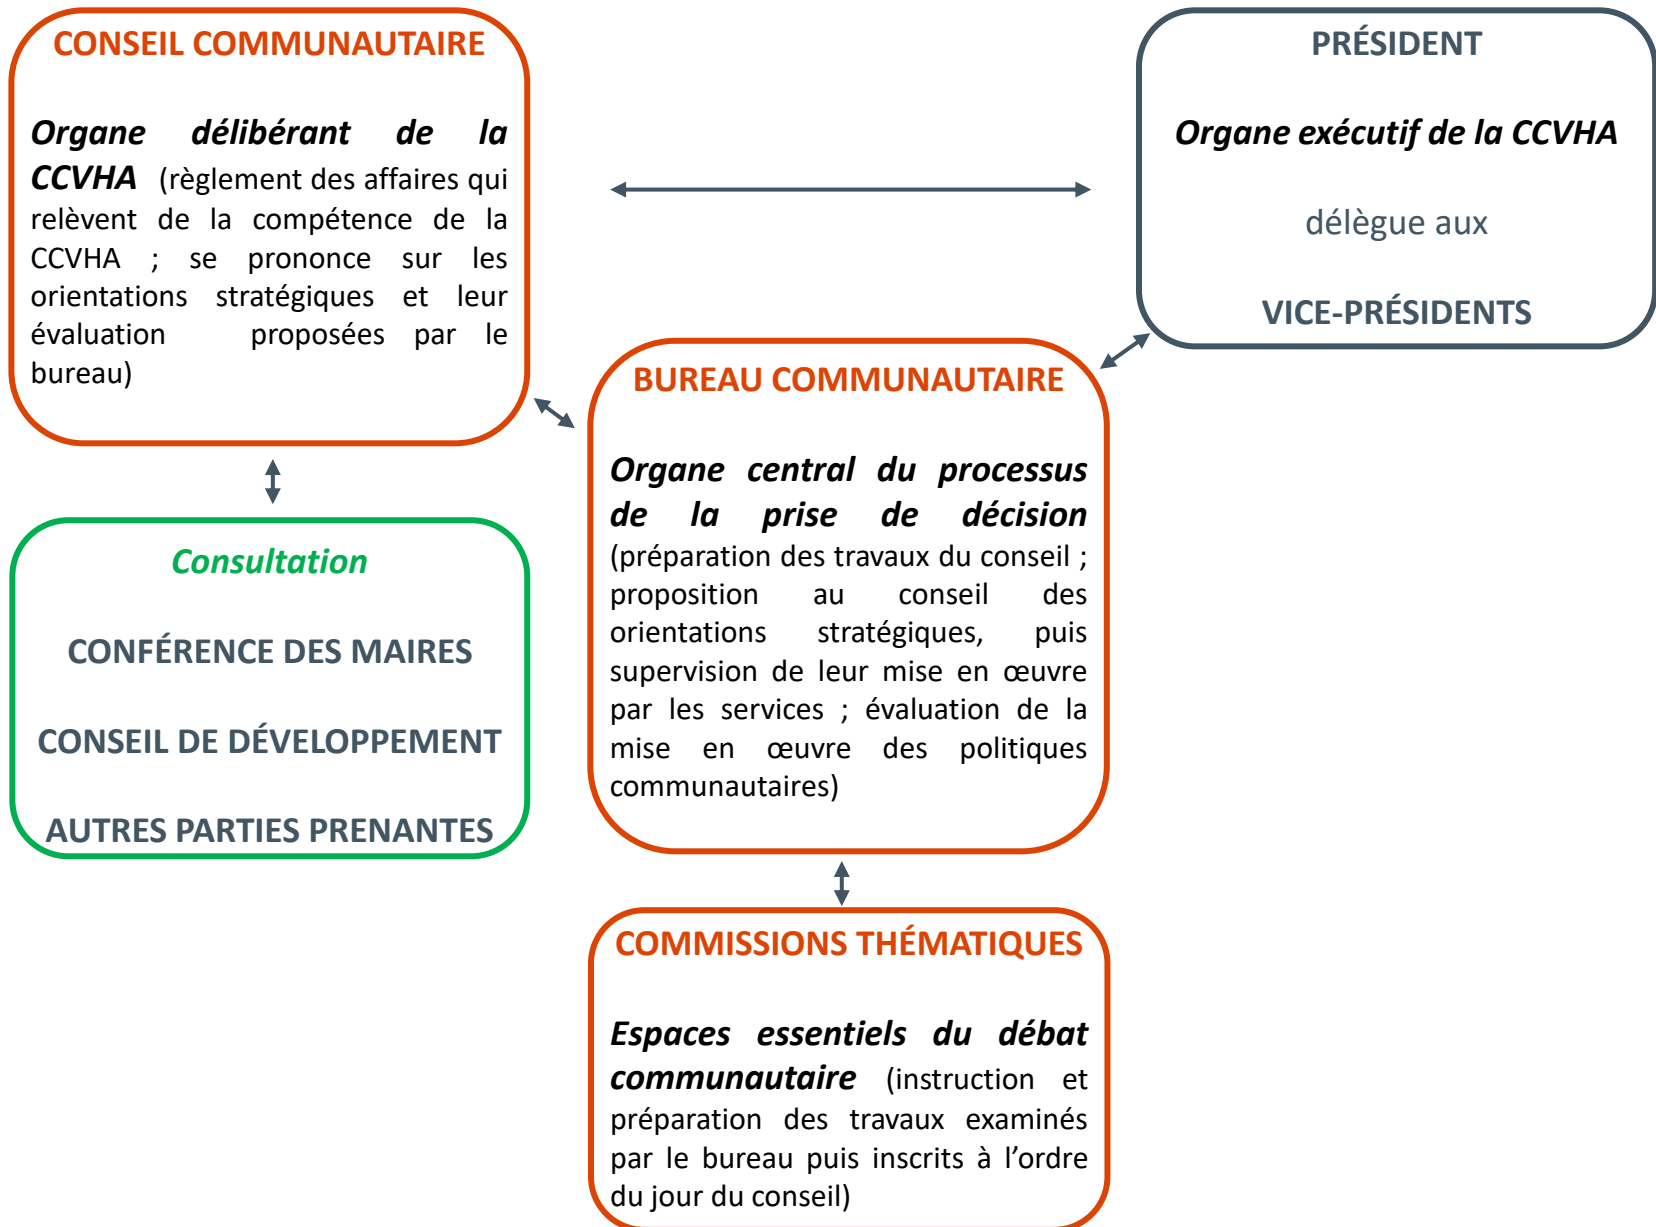 CONSEIL COMMUNAUTAIRE
Organe délibérant de la
CCVHA (règlement des affaires qui
relèvent de la compétence de la
CCVHA ; se prononce sur les
orientations stratégiques et leur
évaluation proposées par le
bureau)
PRÉSIDENT
Organe exécutif de la CCVHA
délègue aux
VICE-PRÉSIDENTS
BUREAU COMMUNAUTAIRE
Organe central du processus
de la prise de décision
(préparation des travaux du conseil ;
proposition au conseil des
orientations stratégiques, puis
supervision de leur mise en œuvre
par les services ; évaluation de la
mise en œuvre des politiques
communautaires)
Consultation
CONFÉRENCE DES MAIRES
CONSEIL DE DÉVELOPPEMENT
AUTRES PARTIES PRENANTES
COMMISSIONS THÉMATIQUES
Espaces essentiels du débat
communautaire (instruction et
préparation des travaux examinés
par le bureau puis inscrits à l’ordre
du jour du conseil)